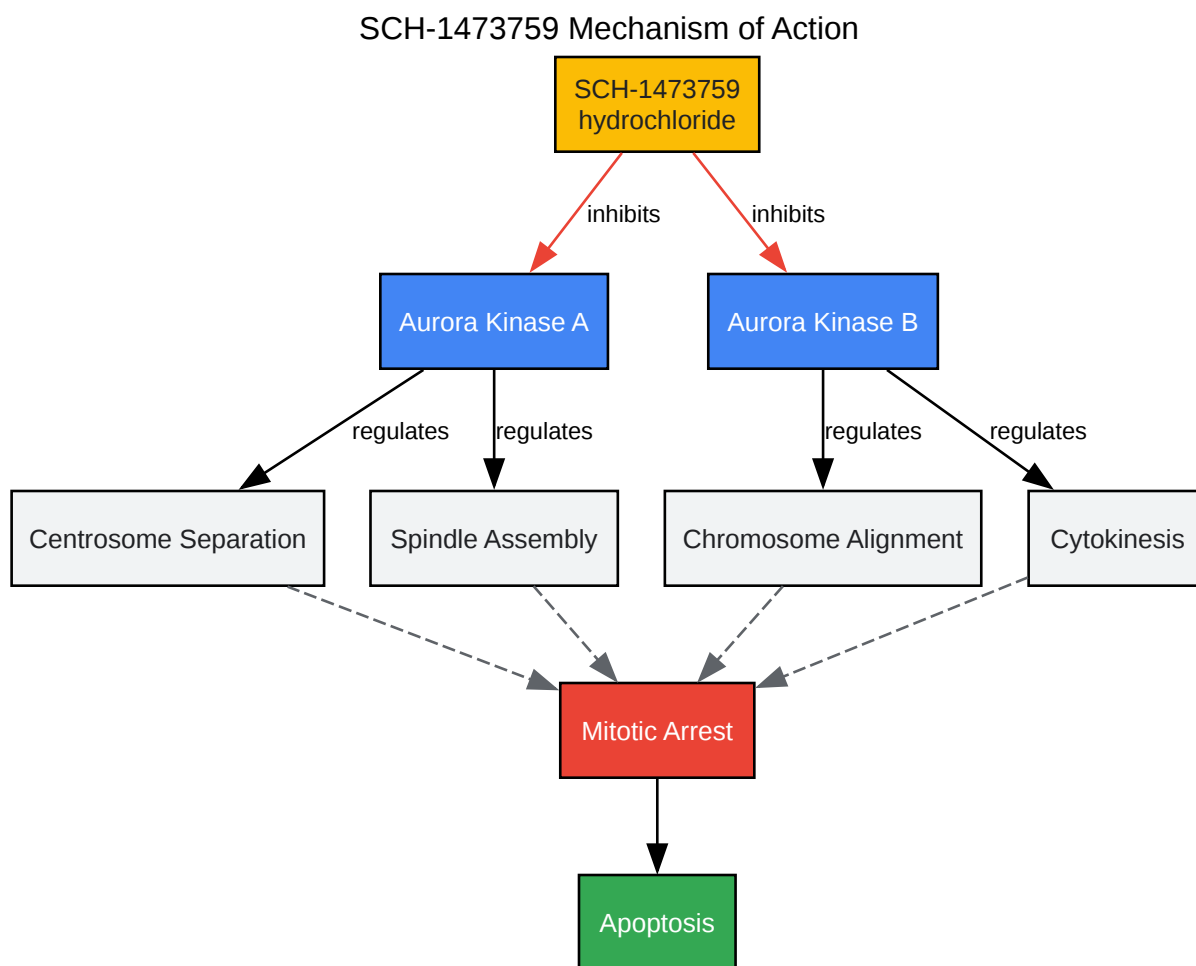 SCH-1473759 Mechanism of Action
SCH-1473759
hydrochloride
inhibits
inhibits
Aurora Kinase A
Aurora Kinase B
regulates
regulates
regulates
regulates
Centrosome Separation
Spindle Assembly
Chromosome Alignment
Cytokinesis
Mitotic Arrest
Apoptosis